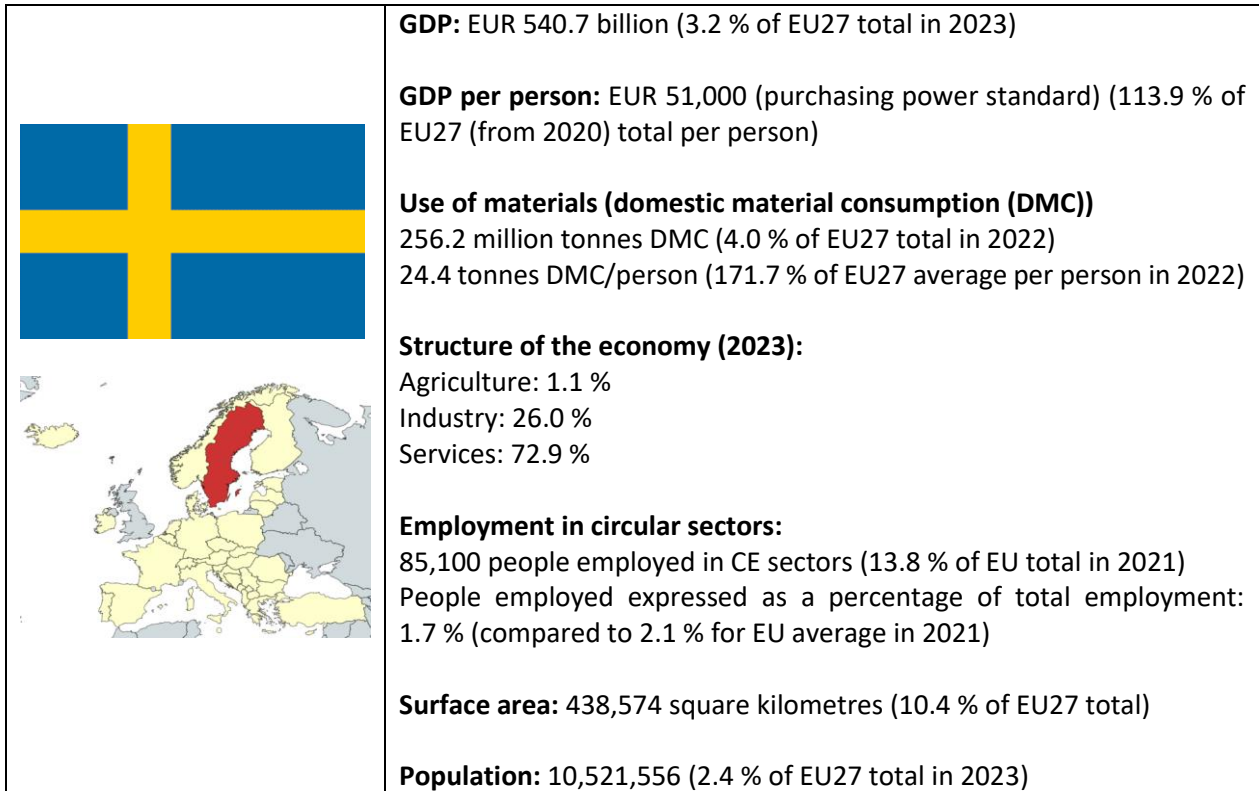 GDP: EUR 540.7 billion (3.2 % of EU27 total in 2023)
GDP per person: EUR 51,000 (purchasing power standard) (113.9 % of
EU27 (from 2020) total per person)
Use of materials (domestic material consumption (DMC))
256.2 million tonnes DMC (4.0 % of EU27 total in 2022)
24.4 tonnes DMC/person (171.7 % of EU27 average per person in 2022)
Structure of the economy (2023):
Agriculture: 1.1 %
Industry: 26.0 %
Services: 72.9 %
Employment in circular sectors:
85,100 people employed in CE sectors (13.8 % of EU total in 2021)
People employed expressed as a percentage of total employment:
1.7 % (compared to 2.1 % for EU average in 2021)
Surface area: 438,574 square kilometres (10.4 % of EU27 total)
Population: 10,521,556 (2.4 % of EU27 total in 2023)